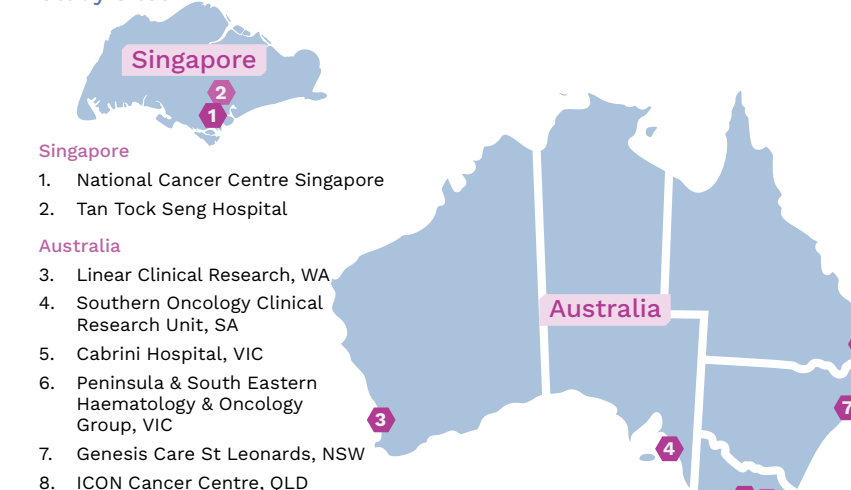 Singapore
2
1
Singapore
1. National Cancer Centre Singapore
2. Tan Tock Seng Hospital
Australia
3. Linear Clinical Research, WA
4. Southern Oncology Clinical
Research Unit, SA
5. Cabrini Hospital, VIC
6. Peninsula & South Eastern
Haematology & Oncology
Group, VIC
7. Genesis Care St Leonards, NSW
8. ICON Cancer Centre, QLD
Australia
3
4
7